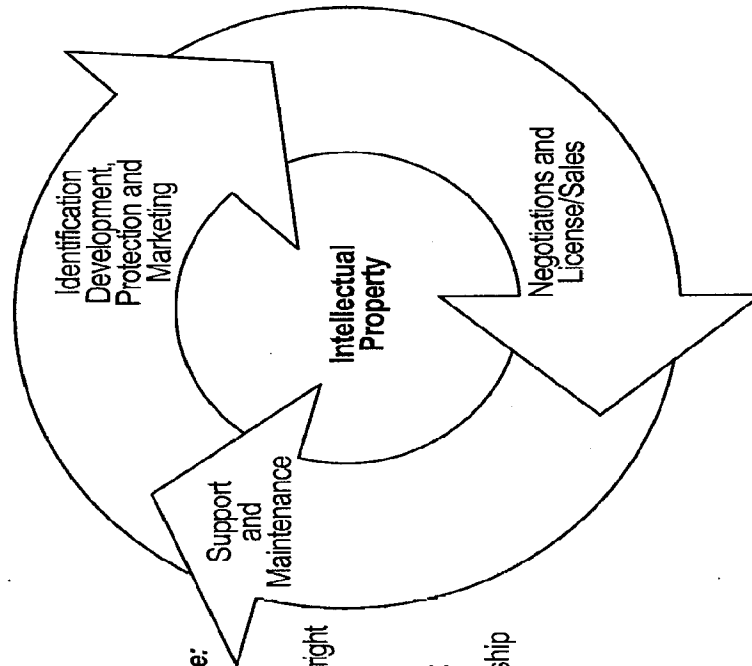 Identification
Development,
Protection and
Marketing
Negotiations and
License/Sales
Support
and
Maintenance
Intellectual
Property